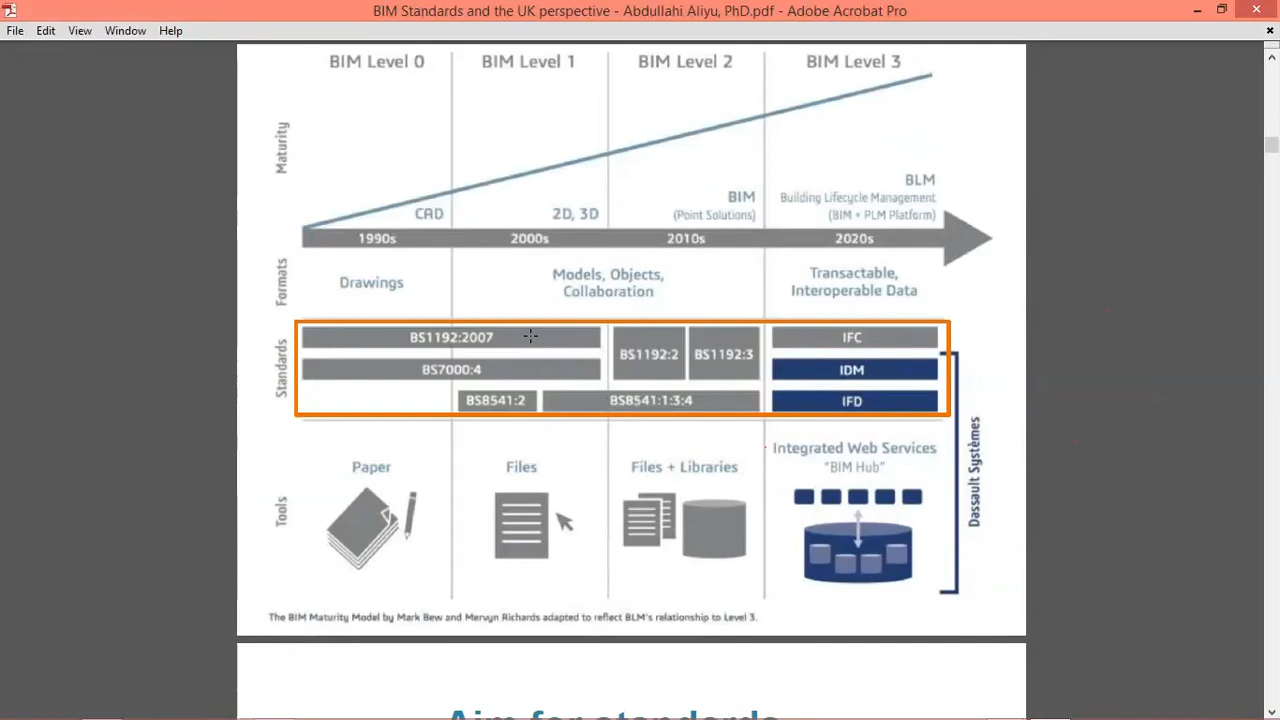 BIM Standards and the UK perspective - Abdullahi Aliyu, PhD.pdf - Adobe Acrobat Pro
File Edit View Window Help
BIM Level 0 BIM Level 1 BIM Level 2 BIM Level 3
Maturity
CAD
2D, 3D
BIM
(Point Solutions)
BLM
Building Lifecycle Management
(BIM + PLM Platform)
1990s 2000s 2010s 2020s
Formats
Drawings
Models, Objects,
Collaboration
Transactable,
Interoperable Data
Standards
BS1192:2007
BS7000:4
BS8541:2
BS1192:2
BS1192:3
BS8541:1:3:4
IFC
IDM
IFD
Dassault Systèmes
Tools
Paper
Files
Files + Libraries
Integrated Web Services
"BIM Hub"
The BIM Maturity Model by Mark Bew and Mervyn Richards adapted to reflect BLM's relationship to Level 3.
Aim for standards